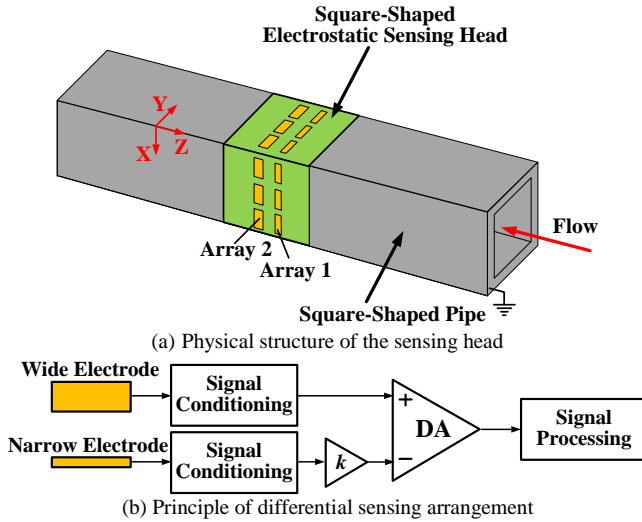 Square-Shaped
Electrostatic Sensing Head
Y
X
Z
Array 2
Array 1
Flow
Square-Shaped Pipe
(a) Physical structure of the sensing head
Wide Electrode
Signal
Conditioning
+
DA
−
Signal
Processing
Narrow Electrode
Signal
Conditioning
k
(b) Principle of differential sensing arrangement